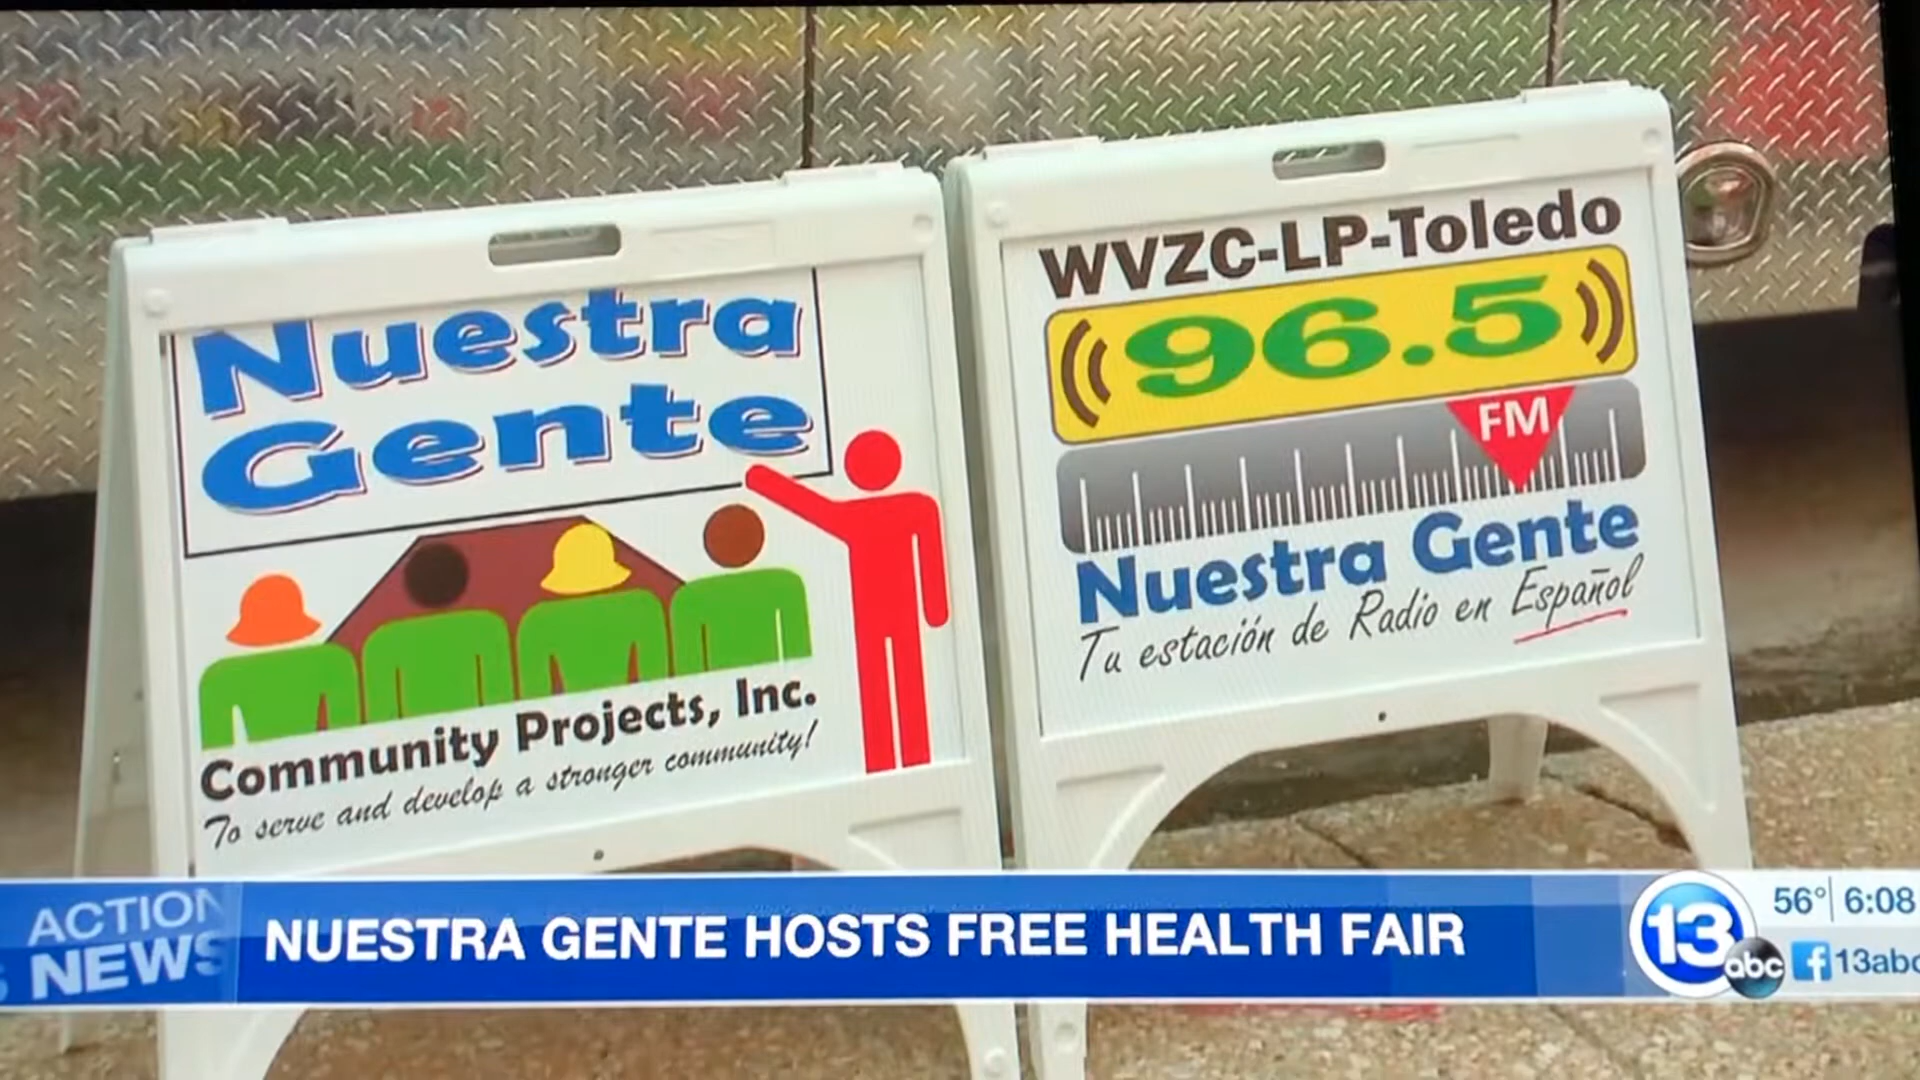 Nuestra
Gente
Community Projects, Inc.
To serve and develop a stronger community!
WVZC-LP-Toledo
96.5
FM
Nuestra Gente
Tu estación de Radio en Español
ACTION
NEWS
NUESTRA GENTE HOSTS FREE HEALTH FAIR
13
abc
56° 6:08
f 13abc